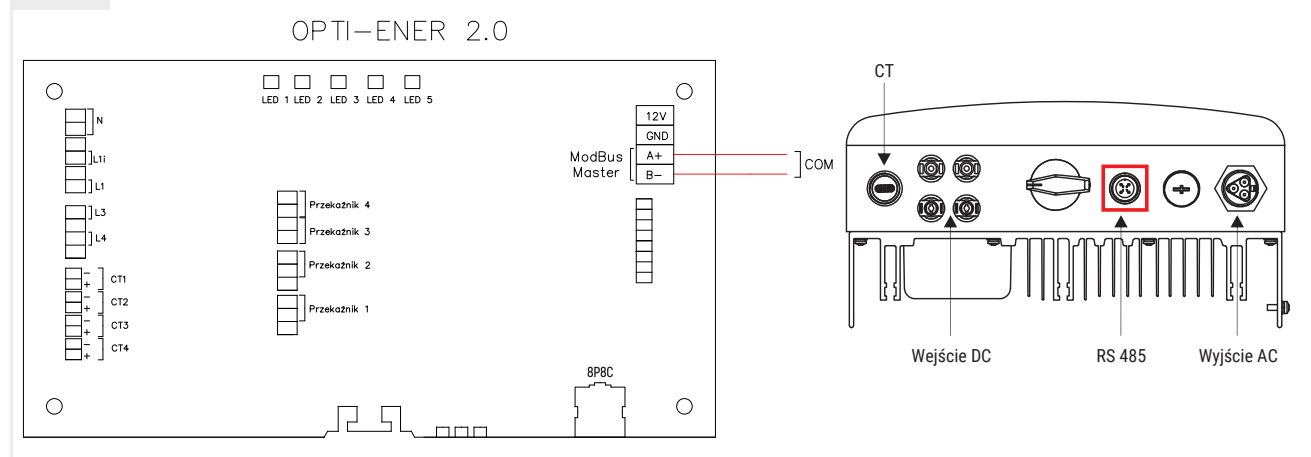 OPTI-ENER 2.0
LED 1 LED 2 LED 3 LED 4 LED 5
N
L1i
L1
L3
L4
- CT1
+
- CT2
+
- CT3
+
- CT4
+
Przekaźnik 4
Przekaźnik 3
Przekaźnik 2
Przekaźnik 1
12V
GND
ModBus
Master
A+
B-
COM
8P8C
CT
Wejście DC
RS 485
Wyjście AC